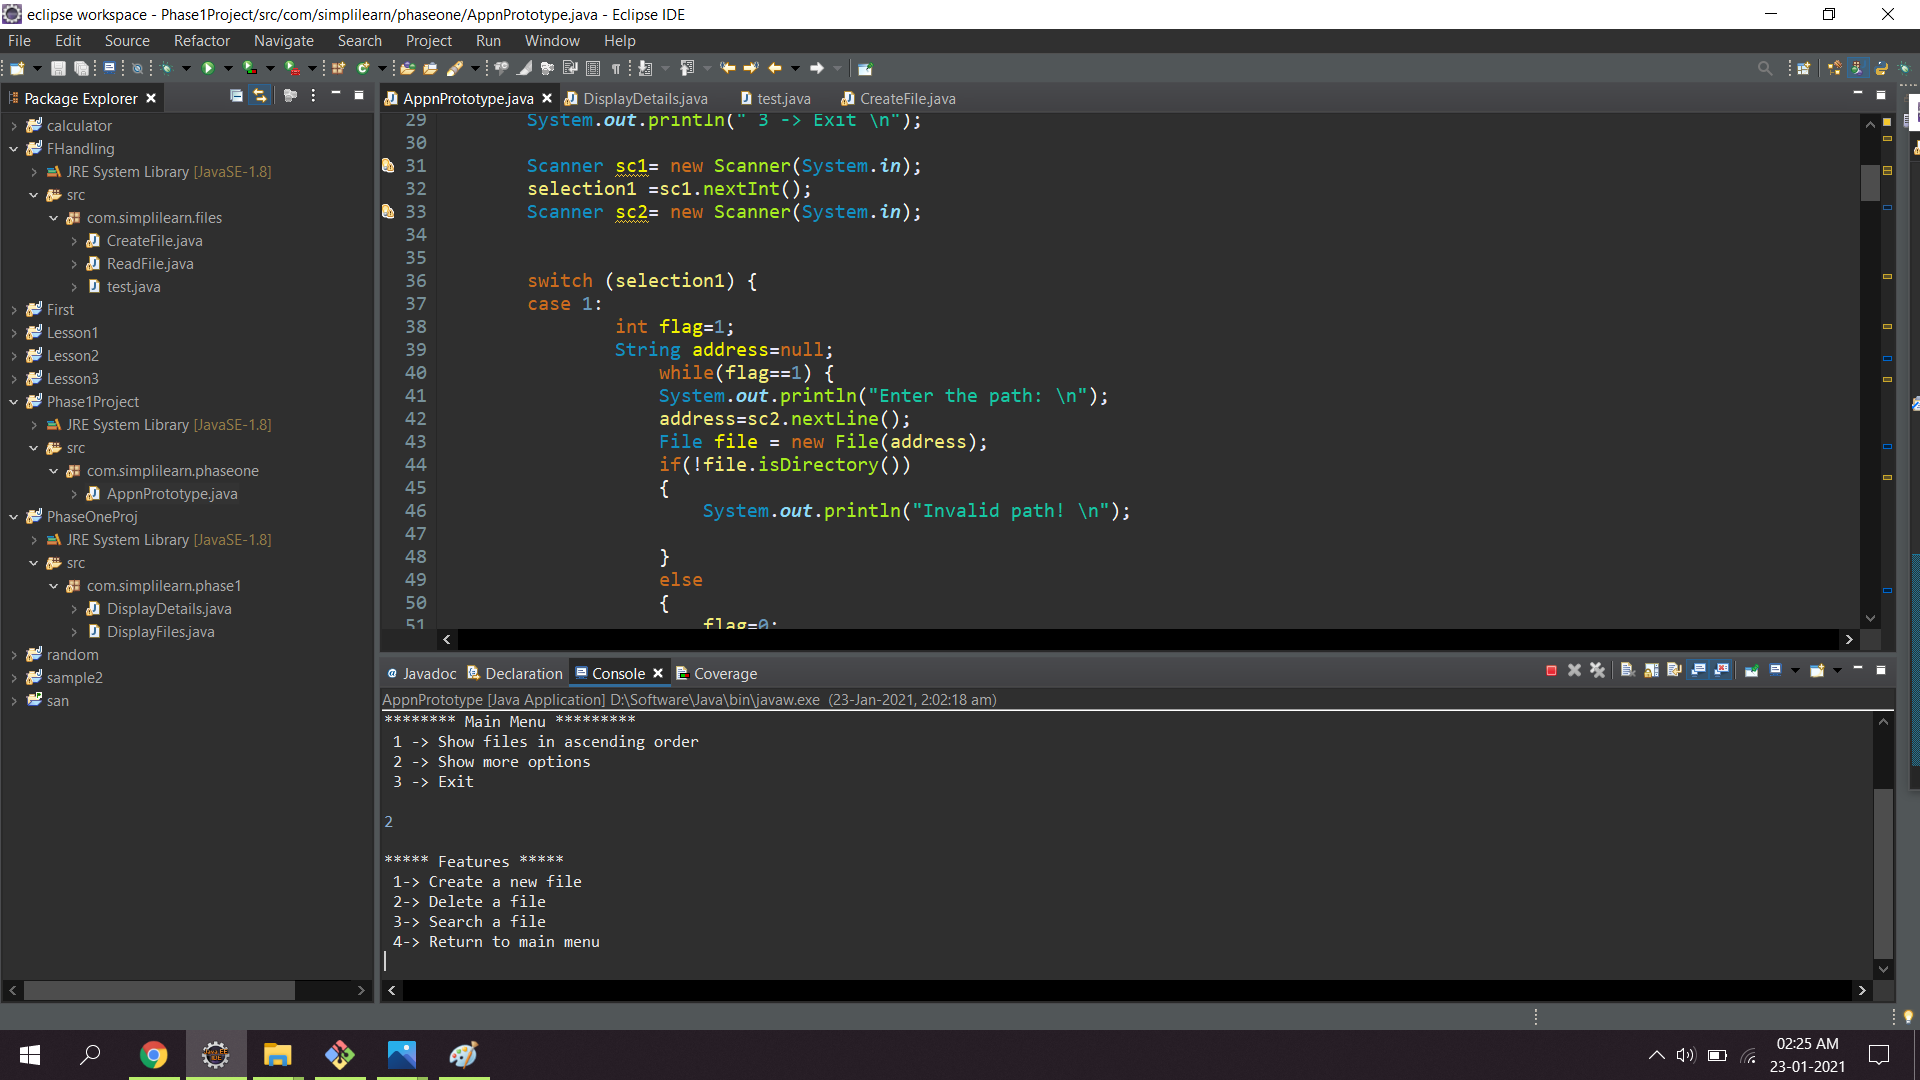 eclipse workspace - Phase1Project/src/com/simplilearn/phaseone/AppnPrototype.java - Eclipse IDE
File Edit Source Refactor Navigate Search Project Run Window Help
Package Explorer
calculator
FHandling
JRE System Library [JavaSE-1.8]
src
com.simplilearn.files
CreateFile.java
ReadFile.java
test.java
First
Lesson1
Lesson2
Lesson3
Phase1Project
JRE System Library [JavaSE-1.8]
src
com.simplilearn.phaseone
AppnPrototype.java
PhaseOneProj
JRE System Library [JavaSE-1.8]
src
com.simplilearn.phase1
DisplayDetails.java
DisplayFiles.java
random
sample2
san
AppnPrototype.java DisplayDetails.java test.java CreateFile.java
29 System.out.println(" 3 -> Exit \n");
30
31 Scanner sc1= new Scanner(System.in);
32 selection1 =sc1.nextInt();
33 Scanner sc2= new Scanner(System.in);
34
35
36 switch (selection1) {
37 case 1:
38 int flag=1;
39 String address=null;
40 while(flag==1) {
41 System.out.println("Enter the path: \n");
42 address=sc2.nextLine();
43 File file = new File(address);
44 if(!file.isDirectory())
45 {
46 System.out.println("Invalid path! \n");
47
48 }
49 else
50 {
51 flag=0;
@ Javadoc Declaration Console Coverage
AppnPrototype [Java Application] D:\Software\Java\bin\javaw.exe (23-Jan-2021, 2:02:18 am)
******** Main Menu *********
1 -> Show files in ascending order
2 -> Show more options
3 -> Exit
2
***** Features *****
1-> Create a new file
2-> Delete a file
3-> Search a file
4-> Return to main menu
02:25 AM
23-01-2021